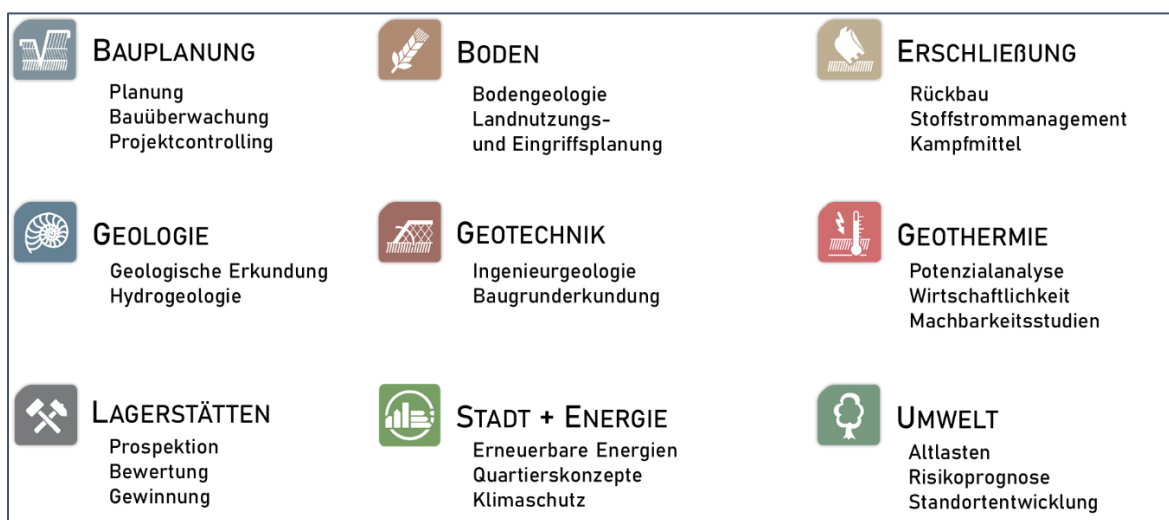 BAUPLANUNG
Planung
Bauüberwachung
Projektcontrolling
BODEN
Bodengeologie
Landnutzungs-
und Eingriffsplanung
ERSCHLIEßUNG
Rückbau
Stoffstrommanagement
Kampfmittel
GEOLOGIE
Geologische Erkundung
Hydrogeologie
GEOTECHNIK
Ingenieurgeologie
Baugrunderkundung
GEOTHERMIE
Potenzialanalyse
Wirtschaftlichkeit
Machbarkeitsstudien
LAGERSTÄTTEN
Prospektion
Bewertung
Gewinnung
STADT + ENERGIE
Erneuerbare Energien
Quartierskonzepte
Klimaschutz
UMWELT
Altlasten
Risikoprognose
Standortentwicklung